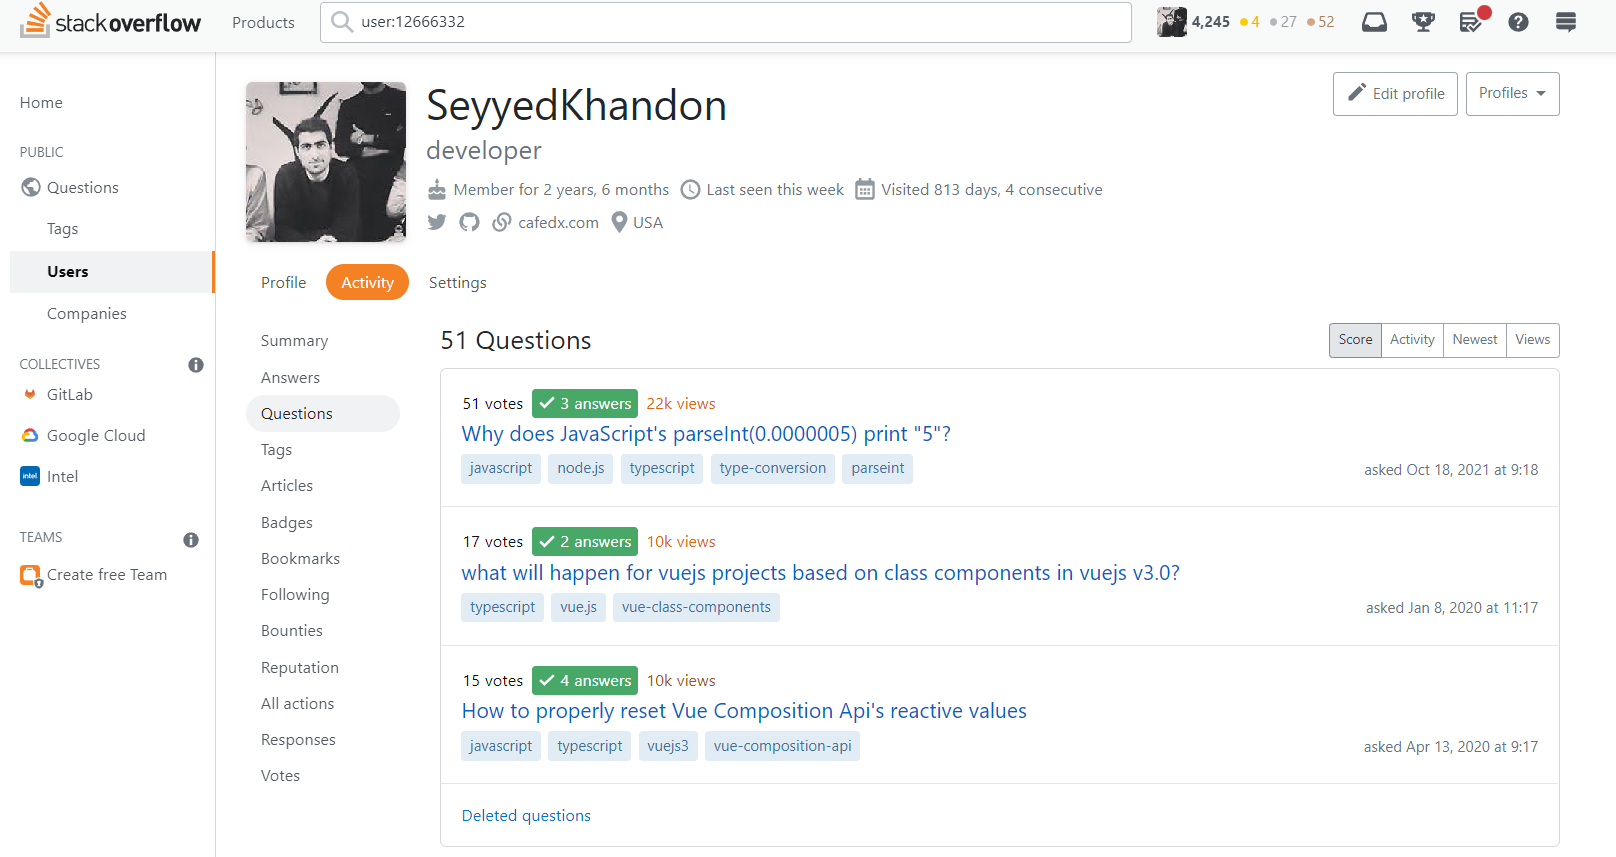 stackoverflow Products user:12666332 4,245 4 27 52
Home
PUBLIC
Questions
Tags
Users
Companies
COLLECTIVES
GitLab
Google Cloud
intel Intel
TEAMS
Create free Team
SeyyedKhandon
developer
Member for 2 years, 6 months Last seen this week Visited 813 days, 4 consecutive
cafedx.com USA
Edit profile Profiles
Profile Activity Settings
Summary
Answers
Questions
Tags
Articles
Badges
Bookmarks
Following
Bounties
Reputation
All actions
Responses
Votes
51 Questions
Score Activity Newest Views
51 votes 3 answers 22k views
Why does JavaScript's parseInt(0.0000005) print "5"?
javascript node.js typescript type-conversion parseint
asked Oct 18, 2021 at 9:18
17 votes 2 answers 10k views
what will happen for vuejs projects based on class components in vuejs v3.0?
typescript vue.js vue-class-components
asked Jan 8, 2020 at 11:17
15 votes 4 answers 10k views
How to properly reset Vue Composition Api's reactive values
javascript typescript vuejs3 vue-composition-api
asked Apr 13, 2020 at 9:17
Deleted questions